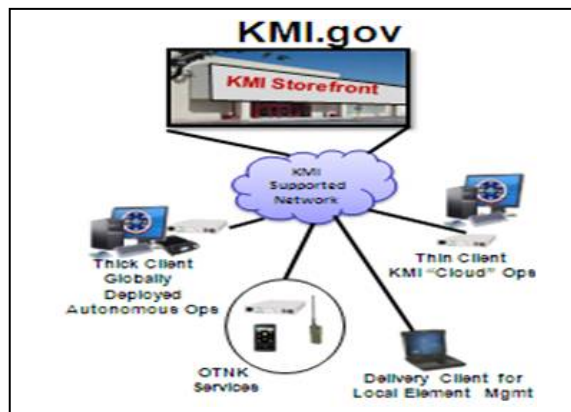 KMI.gov
KMI Storefront
KMI
Supported
Network
Thick Client
Globally
Deployed
Autonomous Ops
Thin Client
KMI "Cloud" Ops
OTNK
Services
Delivery Client for
Local Element Mgmt